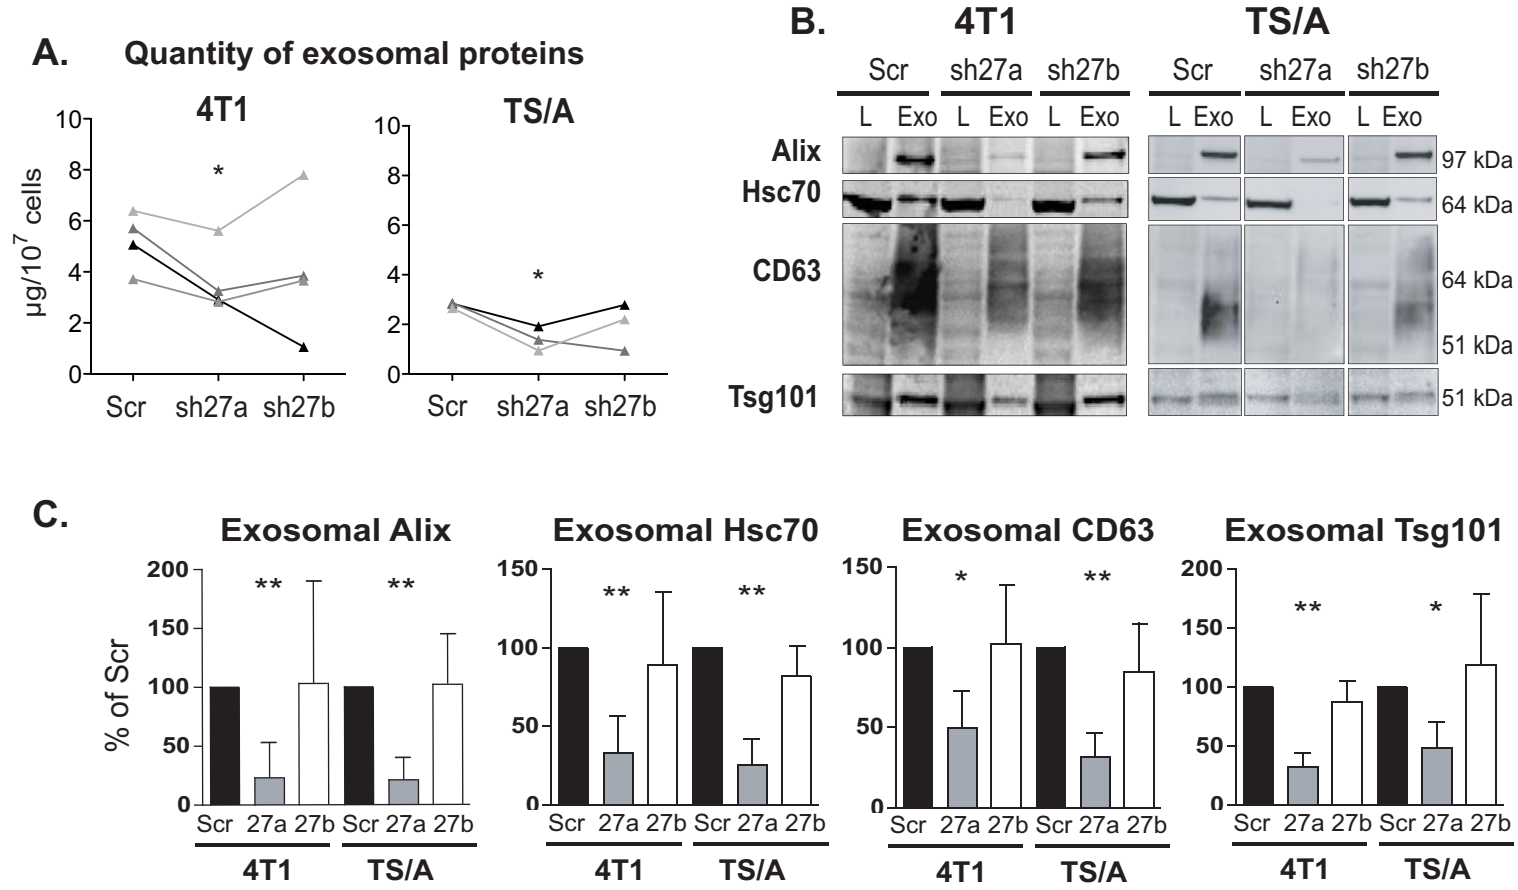 A. Quantity of exosomal proteins
4T1
TS/A
µg/10⁷ cells
10
8
6
4
2
0
*
Scr sh27a sh27b
10
8
6
4
2
0
*
Scr sh27a sh27b
B.
4T1 TS/A
Scr sh27a sh27b Scr sh27a sh27b
L Exo L Exo L Exo L Exo L Exo L Exo
Alix 97 kDa
Hsc70 64 kDa
CD63 64 kDa
51 kDa
Tsg101 51 kDa
C.
% of Scr
Exosomal Alix
200
150
100
50
0
** **
Scr 27a 27b Scr 27a 27b
4T1 TS/A
Exosomal Hsc70
150
100
50
0
** **
Scr 27a 27b Scr 27a 27b
4T1 TS/A
Exosomal CD63
150
100
50
0
* **
Scr 27a 27b Scr 27a 27b
4T1 TS/A
Exosomal Tsg101
200
150
100
50
0
** *
Scr 27a 27b Scr 27a 27b
4T1 TS/A